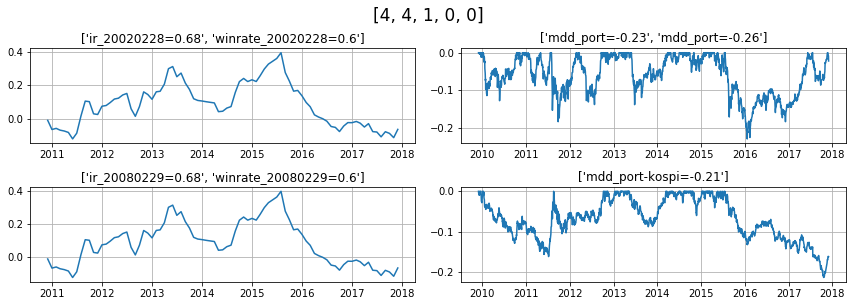 [4, 4, 1, 0, 0]
['ir_20020228=0.68', 'winrate_20020228=0.6']
0.4
0.2
0.0
2011 2012 2013 2014 2015 2016 2017 2018
['mdd_port=-0.23', 'mdd_port=-0.26']
0.0
−0.1
−0.2
2010 2011 2012 2013 2014 2015 2016 2017 2018
['ir_20080229=0.68', 'winrate_20080229=0.6']
0.4
0.2
0.0
2011 2012 2013 2014 2015 2016 2017 2018
['mdd_port-kospi=-0.21']
0.0
−0.1
−0.2
2010 2011 2012 2013 2014 2015 2016 2017 2018